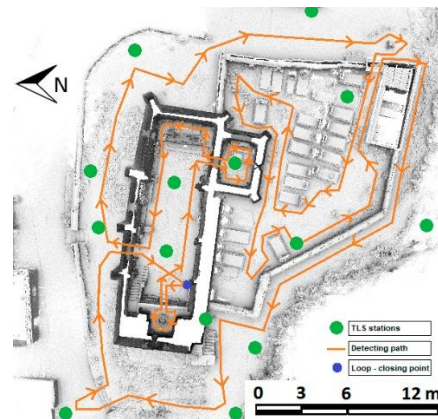 N
TLS stations
Detecting path
Loop - closing point
0 3 6 12 m